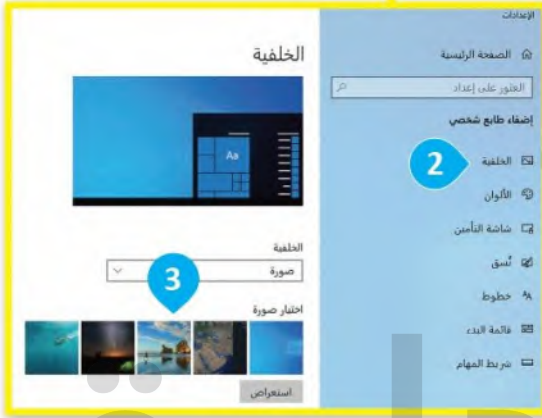 الإعدادات
الصفحة الرئيسية
العثور على إعداد
إضفاء طابع شخصي
الخلفية
2
الألوان
شاشة التأمين
نُسق
خطوط
قائمة البدء
شريط المهام
الخلفية
Aa
الخلفية
صورة
3
اختيار صورة
استعراض